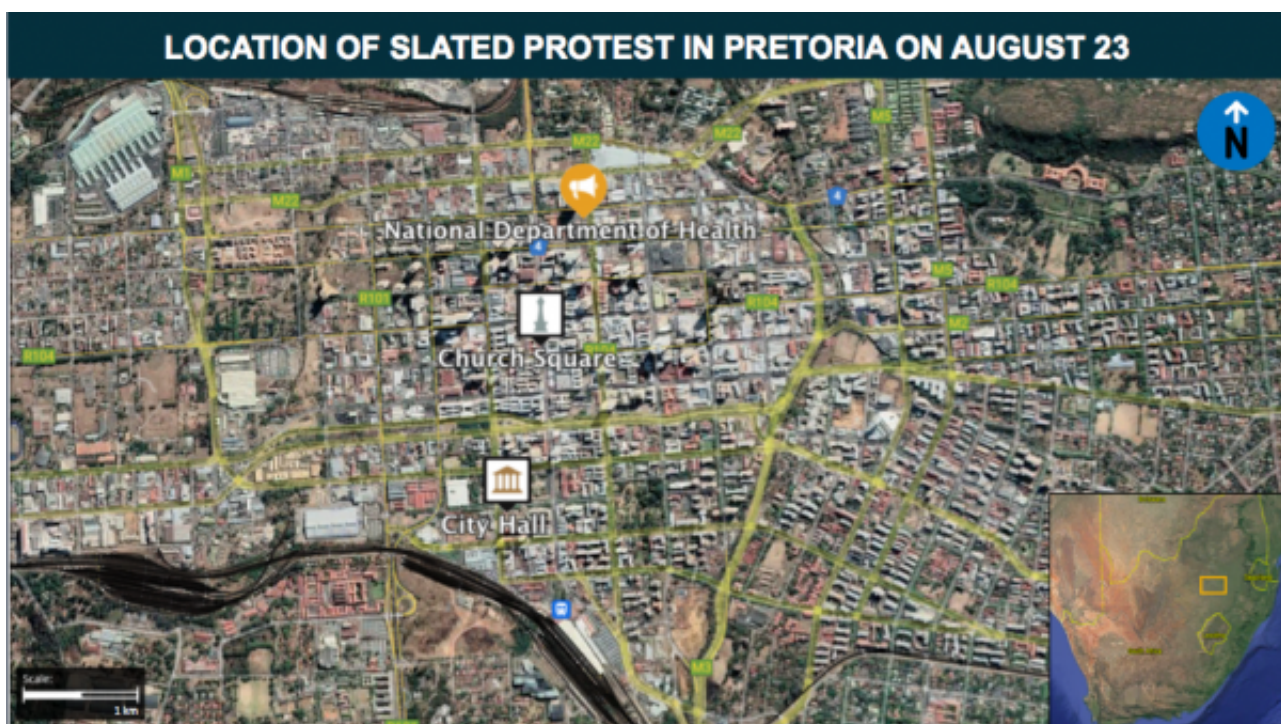 LOCATION OF SLATED PROTEST IN PRETORIA ON AUGUST 23
N
M22
M22
M5
M1
M22
4
National Department of Health
4
M5
R101
R104
R104
Church Square
R104
City Hall
M3
Scale:
1 km